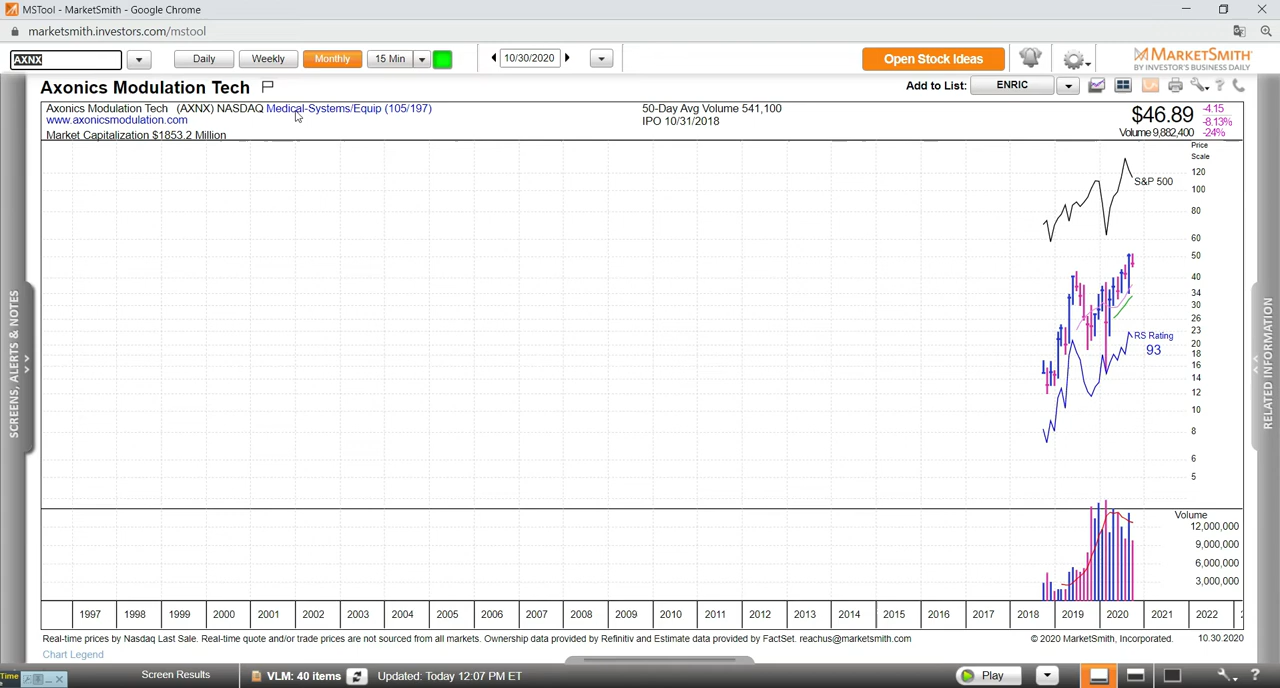 MSTool - MarketSmith - Google Chrome
marketsmith.investors.com/mstool
AXNX
Daily
Weekly
Monthly
15 Min
10/30/2020
Open Stock Ideas
MARKETSMITH
BY INVESTOR'S BUSINESS DAILY
Axonics Modulation Tech
Add to List:
ENRIC
Axonics Modulation Tech (AXNX) NASDAQ Medical-Systems/Equip (105/197)
50-Day Avg Volume 541,100
www.axonicsmodulation.com
IPO 10/31/2018
Market Capitalization $1853.2 Million
$46.89
-4.15
-8.13%
Volume 9,882,400
-24%
Price
Scale
120
S&P 500
100
80
60
50
40
34
30
26
23
RS Rating
93
20
18
16
14
12
10
8
6
5
Volume
12,000,000
9,000,000
6,000,000
3,000,000
1997 1998 1999 2000 2001 2002 2003 2004 2005 2006 2007 2008 2009 2010 2011 2012 2013 2014 2015 2016 2017 2018 2019 2020 2021 2022 2
Real-time prices by Nasdaq Last Sale. Real-time quote and/or trade prices are not sourced from all markets. Ownership data provided by Refinitiv and Estimate data provided by FactSet. reachus@marketsmith.com
© 2020 MarketSmith, Incorporated.
10.30.2020
Chart Legend
SCREENS, ALERTS & NOTES
RELATED INFORMATION
Time
Screen Results
VLM: 40 items
Updated: Today 12:07 PM ET
Play
?